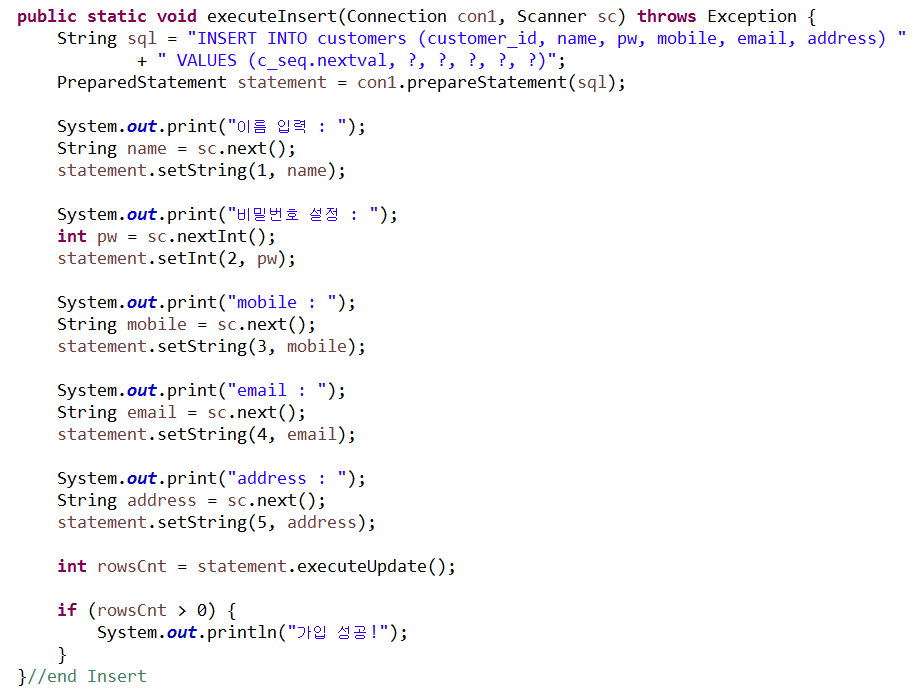 public static void executeInsert(Connection con1, Scanner sc) throws Exception {
    String sql = "INSERT INTO customers (customer_id, name, pw, mobile, email, address) "
            + " VALUES (c_seq.nextval, ?, ?, ?, ?, ?)";
    PreparedStatement statement = con1.prepareStatement(sql);

    System.out.print("이름 입력 : ");
    String name = sc.next();
    statement.setString(1, name);

    System.out.print("비밀번호 설정 : ");
    int pw = sc.nextInt();
    statement.setInt(2, pw);

    System.out.print("mobile : ");
    String mobile = sc.next();
    statement.setString(3, mobile);

    System.out.print("email : ");
    String email = sc.next();
    statement.setString(4, email);

    System.out.print("address : ");
    String address = sc.next();
    statement.setString(5, address);

    int rowsCnt = statement.executeUpdate();

    if (rowsCnt > 0) {
        System.out.println("가입 성공!");
    }
}//end Insert